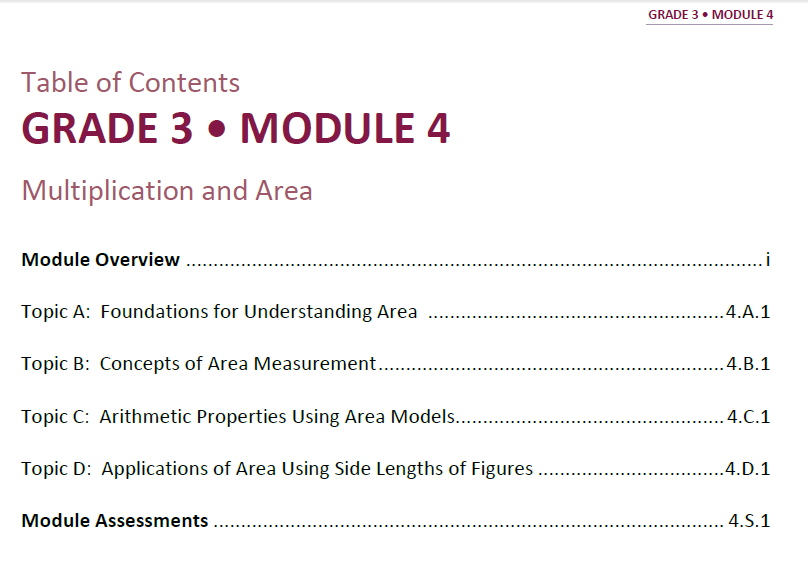 GRADE 3 • MODULE 4
Table of Contents
GRADE 3 • MODULE 4
Multiplication and Area
Module Overview ........................................................................................................ i
Topic A:  Foundations for Understanding Area ..................................................... 4.A.1
Topic B:  Concepts of Area Measurement.............................................................. 4.B.1
Topic C:  Arithmetic Properties Using Area Models................................................ 4.C.1
Topic D:  Applications of Area Using Side Lengths of Figures .................................4.D.1
Module Assessments ............................................................................................ 4.S.1